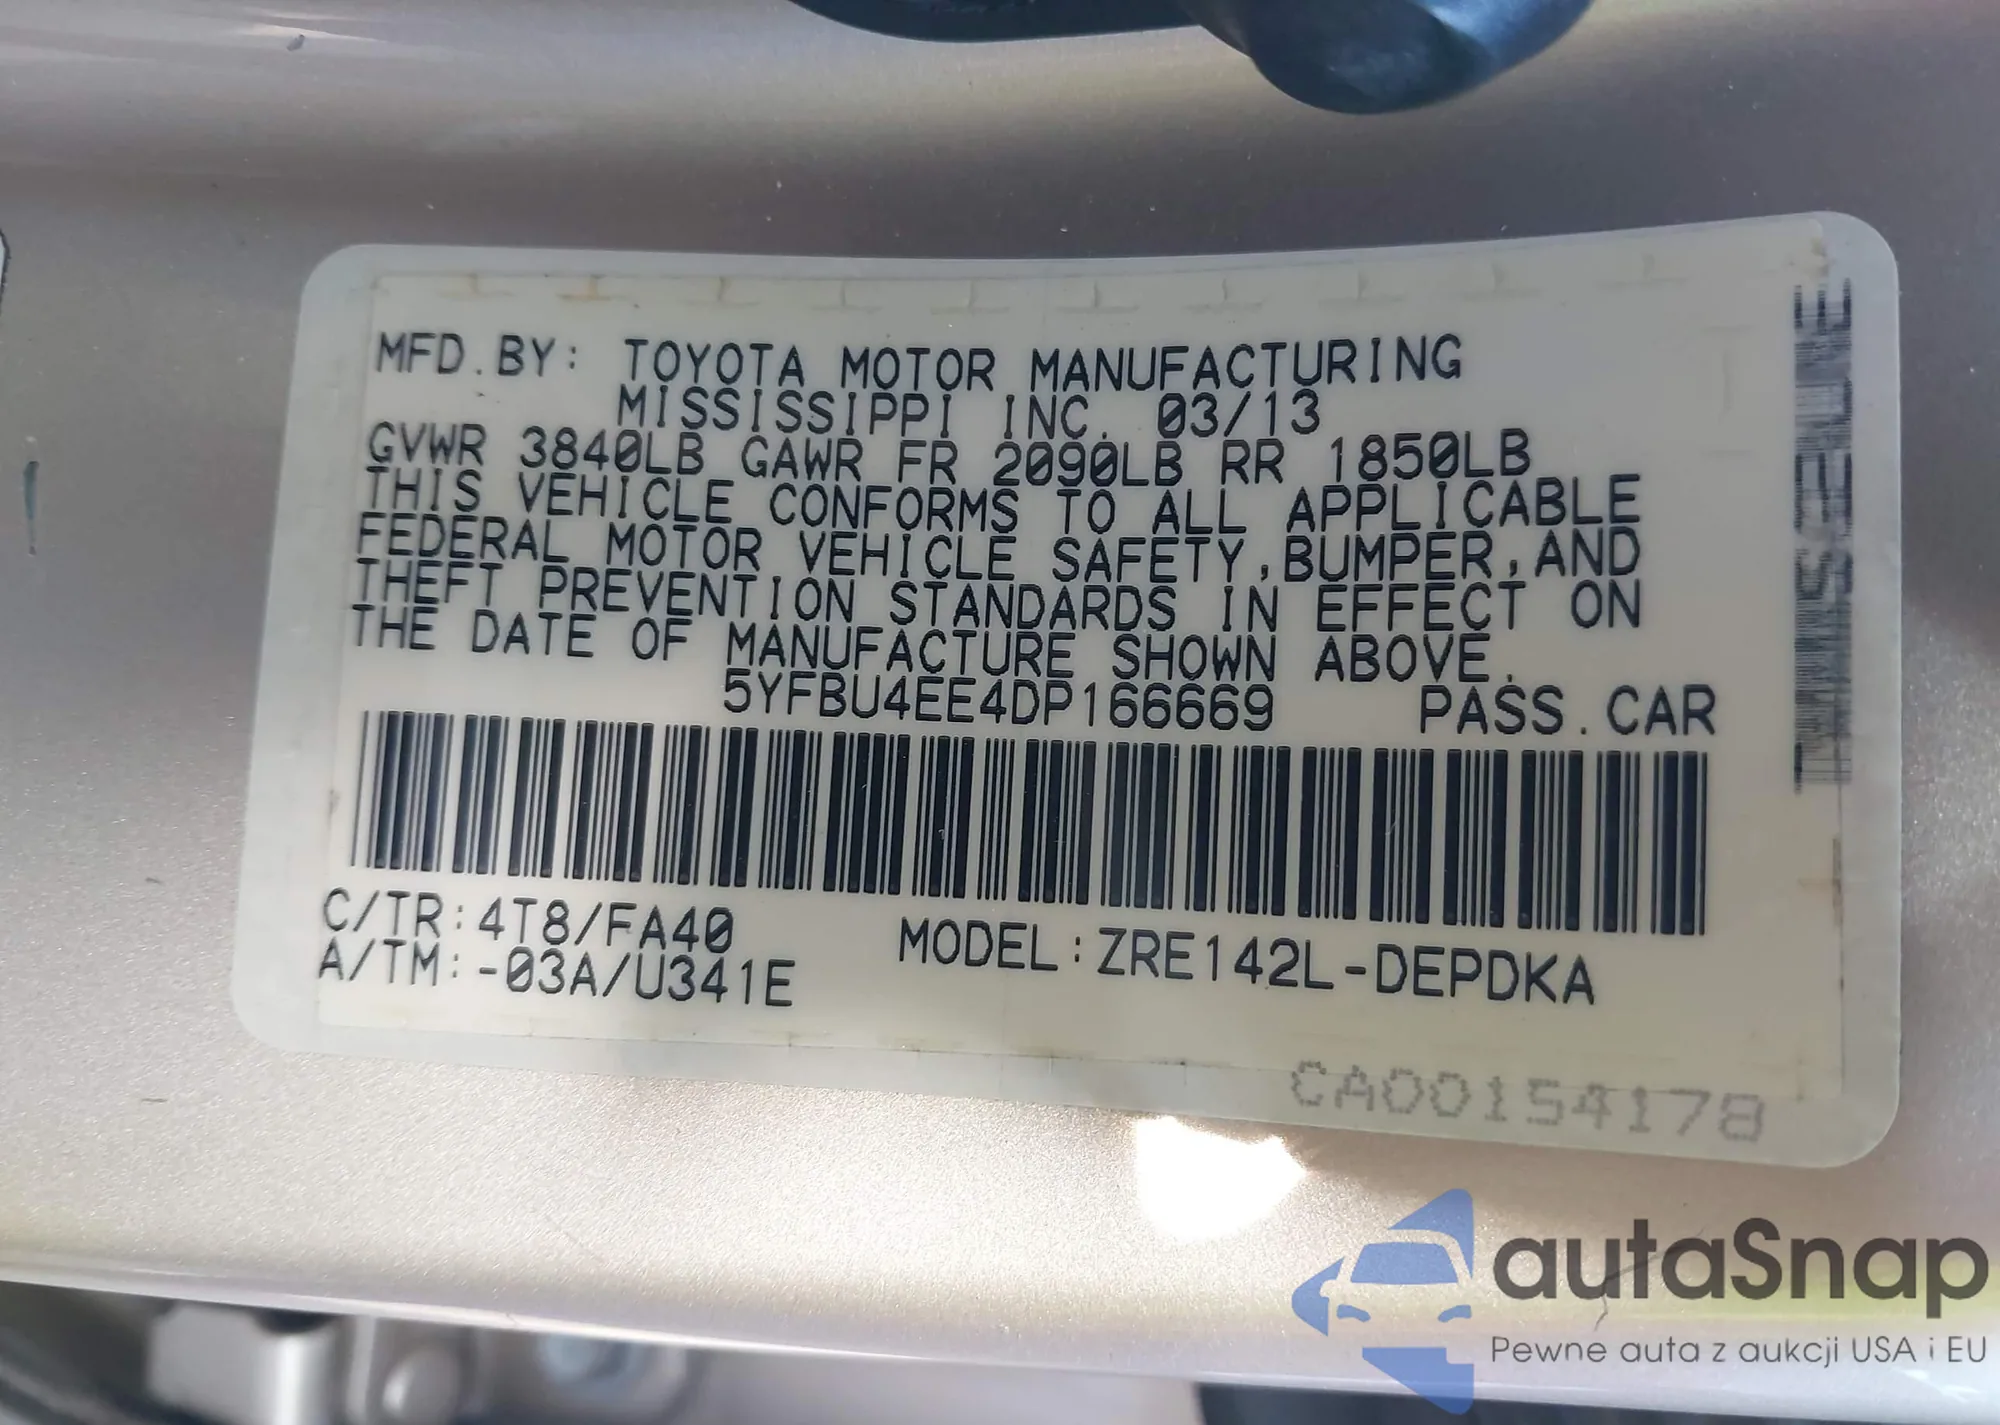 MFD.BY: TOYOTA MOTOR MANUFACTURING
MISSISSIPPI INC. 03/13
GVWR 3840LB GAWR FR 2090LB RR 1850LB
THIS VEHICLE CONFORMS TO ALL APPLICABLE
FEDERAL MOTOR VEHICLE SAFETY,BUMPER,AND
THEFT PREVENTION STANDARDS IN EFFECT ON
THE DATE OF MANUFACTURE SHOWN ABOVE.
5YFBU4EE4DP166669 PASS.CAR
C/TR:4T8/FA40
A/TM:-03A/U341E
MODEL:ZRE142L-DEPDKA
CA00154178
autaSnap
Pewne auta z aukcji USA i EU